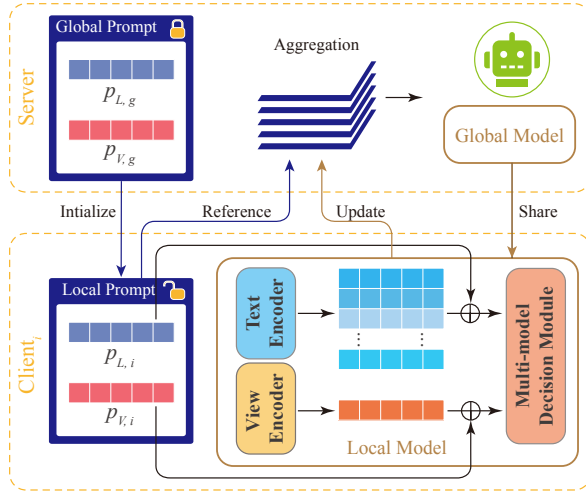 Global Prompt
p_{L, g}
p_{V, g}
Server
Aggregation
Global Model
Intialize
Reference
Update
Share
Local Prompt
p_{L, i}
p_{V, i}
Client_i
Text
Encoder
View
Encoder
Local Model
Multi-model
Decision Module